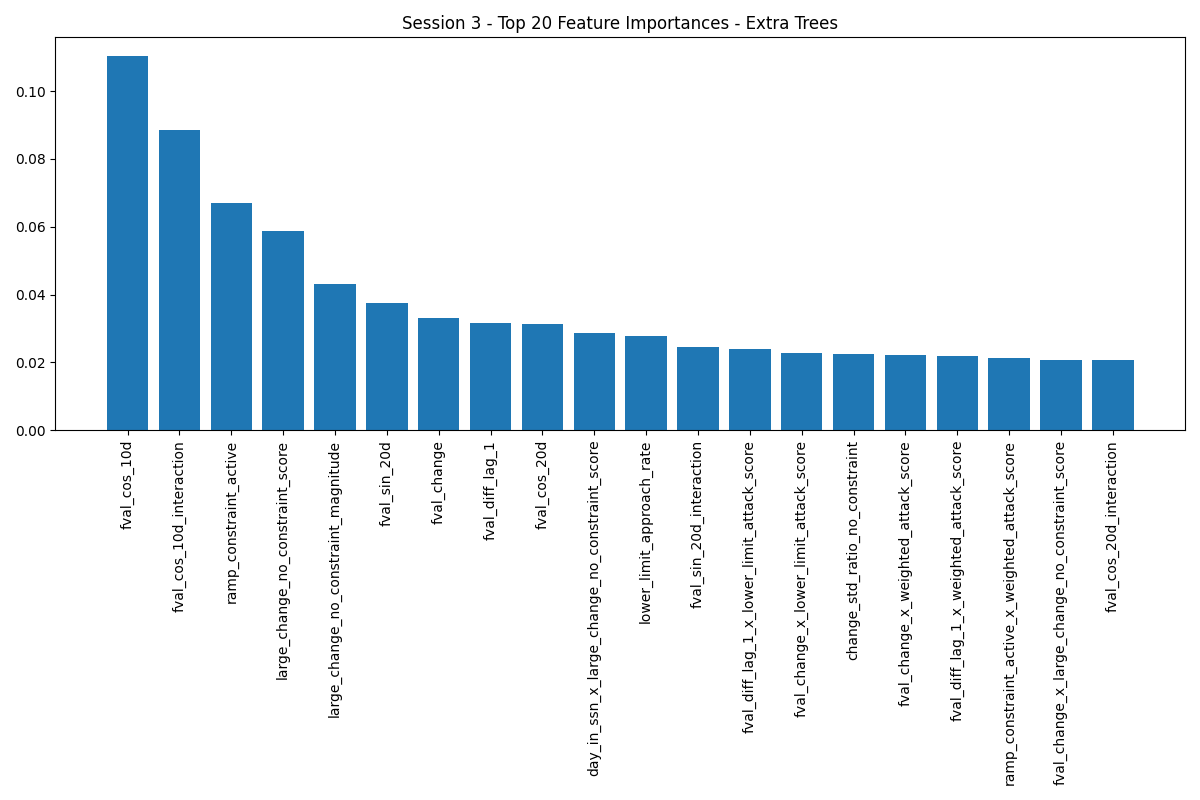 Session 3 - Top 20 Feature Importances - Extra Trees
0.10
0.08
0.06
0.04
0.02
0.00
fval_cos_10d
fval_cos_10d_interaction
ramp_constraint_active
large_change_no_constraint_score
large_change_no_constraint_magnitude
fval_sin_20d
fval_change
fval_diff_lag_1
fval_cos_20d
day_in_ssn_x_large_change_no_constraint_score
lower_limit_approach_rate
fval_sin_20d_interaction
fval_diff_lag_1_x_lower_limit_attack_score
fval_change_x_lower_limit_attack_score
change_std_ratio_no_constraint
fval_change_x_weighted_attack_score
fval_diff_lag_1_x_weighted_attack_score
ramp_constraint_active_x_weighted_attack_score
fval_change_x_large_change_no_constraint_score
fval_cos_20d_interaction